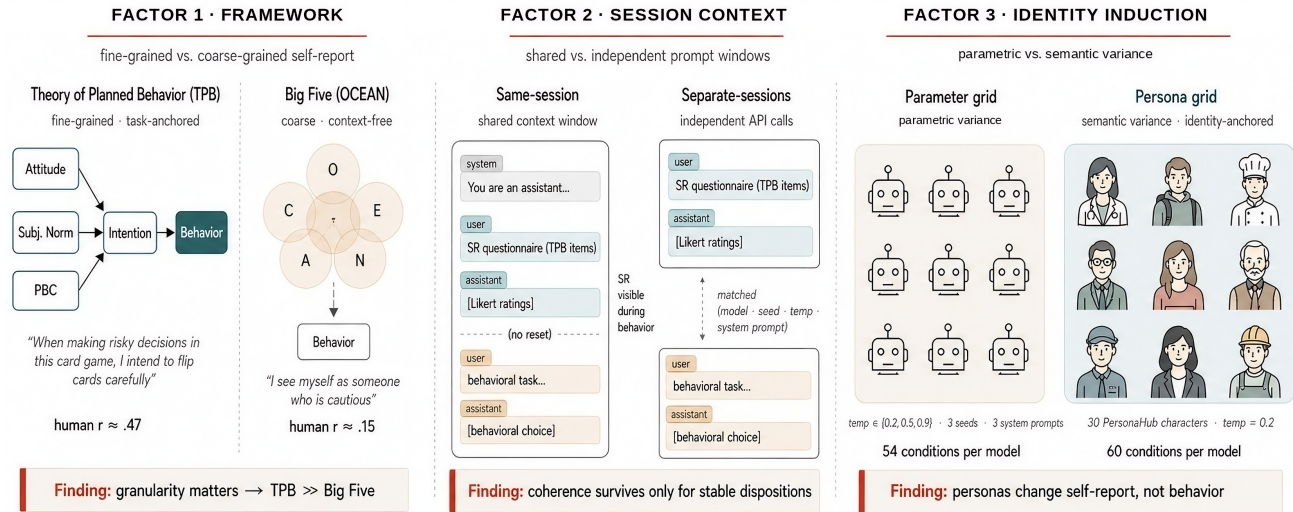 FACTOR 1 · FRAMEWORK
fine-grained vs. coarse-grained self-report
Theory of Planned Behavior (TPB)
fine-grained · task-anchored
Attitude
Subj. Norm
PBC
Intention
Behavior
"When making risky decisions in
this card game, I intend to flip
cards carefully"
human r ≈ .47
Big Five (OCEAN)
coarse · context-free
O
C
E
A
N
Behavior
"I see myself as someone
who is cautious"
human r ≈ .15
Finding: granularity matters → TPB ≫ Big Five
FACTOR 2 · SESSION CONTEXT
shared vs. independent prompt windows
Same-session
shared context window
system
You are an assistant...
user
SR questionnaire (TPB items)
assistant
[Likert ratings]
(no reset)
user
behavioral task...
assistant
[behavioral choice]
SR
visible
during
behavior
Separate-sessions
independent API calls
user
SR questionnaire (TPB items)
assistant
[Likert ratings]
matched
(model · seed · temp ·
system prompt)
user
behavioral task...
assistant
[behavioral choice]
Finding: coherence survives only for stable dispositions
FACTOR 3 · IDENTITY INDUCTION
parametric vs. semantic variance
Parameter grid
parametric variance
temp ∈ {0.2, 0.5, 0.9} · 3 seeds · 3 system prompts
54 conditions per model
Persona grid
semantic variance · identity-anchored
30 PersonaHub characters · temp = 0.2
60 conditions per model
Finding: personas change self-report, not behavior